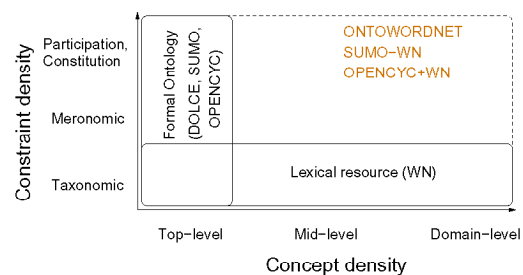 Constraint density
Participation,
Constitution
Meronomic
Taxonomic
Formal Ontology
(DOLCE, SUMO,
OPENCYC)
ONTOWORDNET
SUMO−WN
OPENCYC+WN
Lexical resource (WN)
Top−level
Mid−level
Domain−level
Concept density